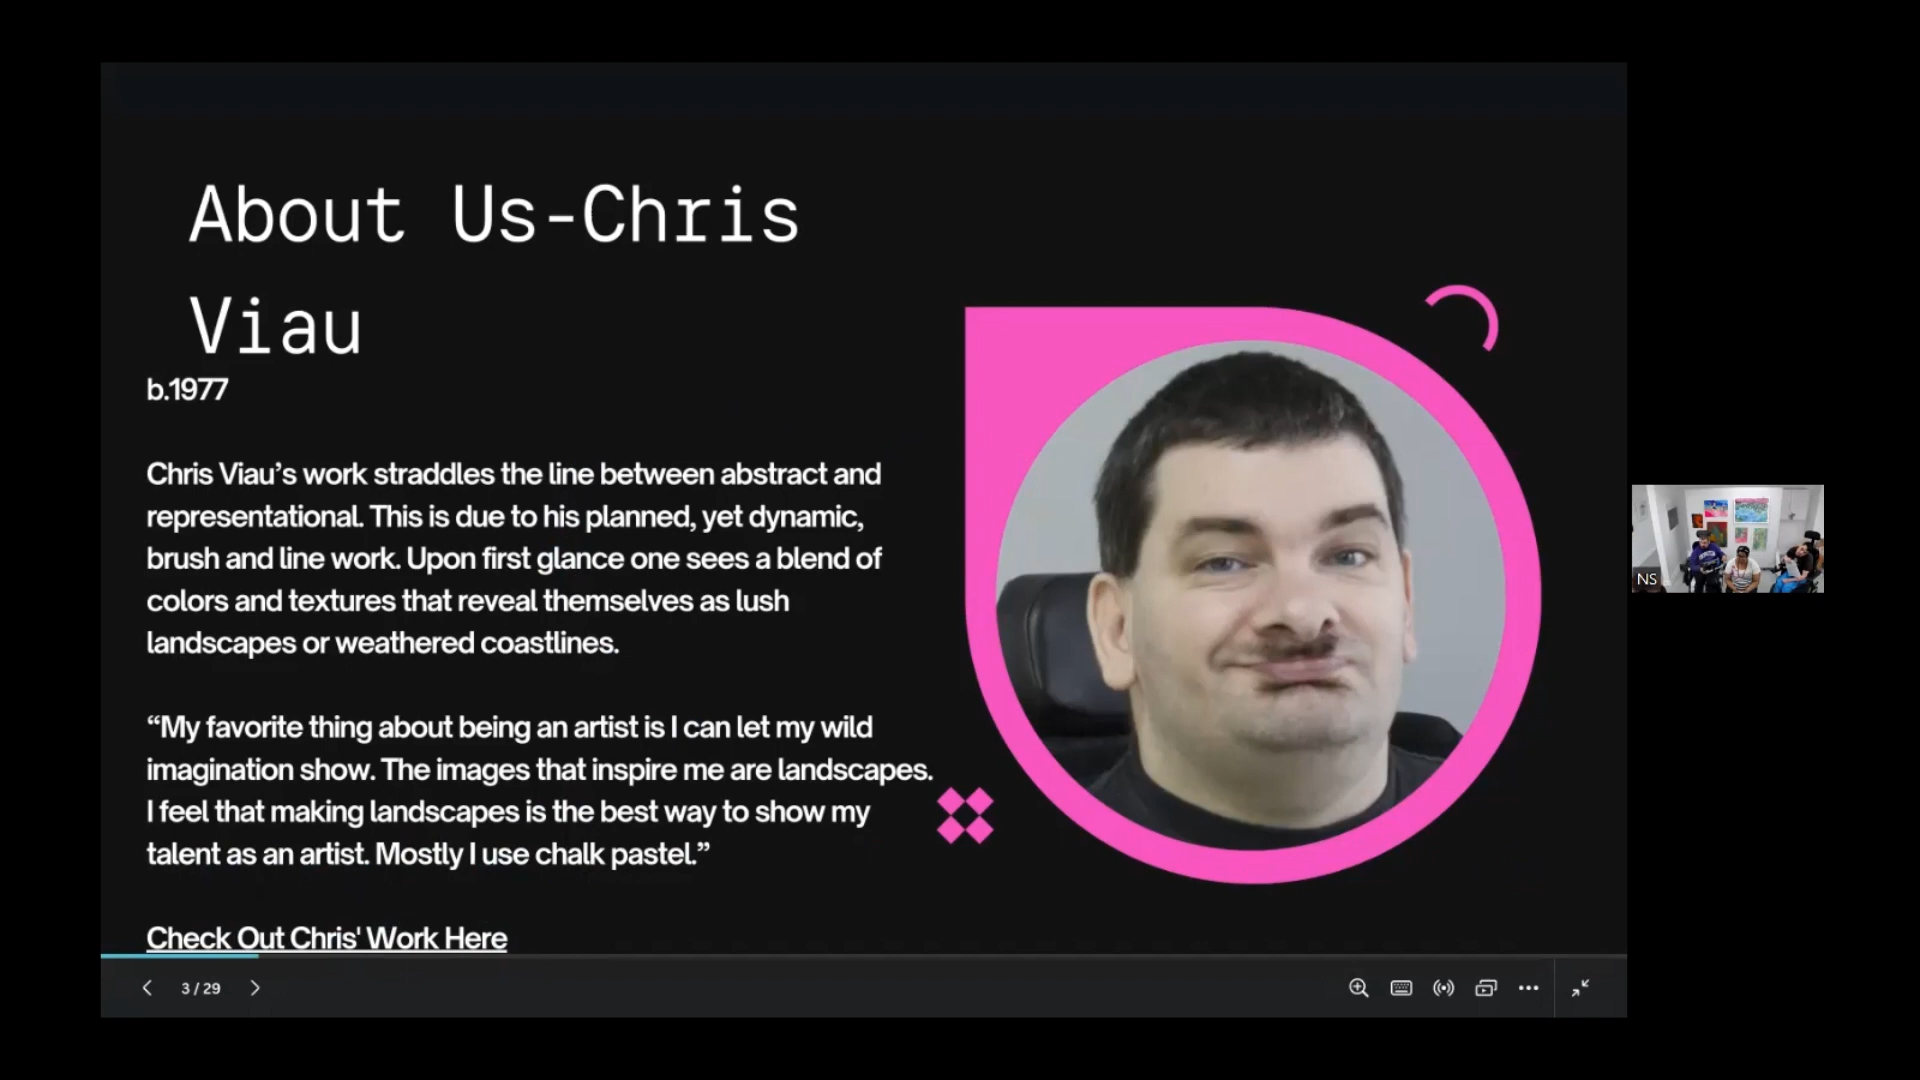 About Us-Chris
Viau
b.1977
Chris Viau’s work straddles the line between abstract and
representational. This is due to his planned, yet dynamic,
brush and line work. Upon first glance one sees a blend of
colors and textures that reveal themselves as lush
landscapes or weathered coastlines.
“My favorite thing about being an artist is I can let my wild
imagination show. The images that inspire me are landscapes.
I feel that making landscapes is the best way to show my
talent as an artist. Mostly I use chalk pastel.”
Check Out Chris' Work Here
3 / 29
NS